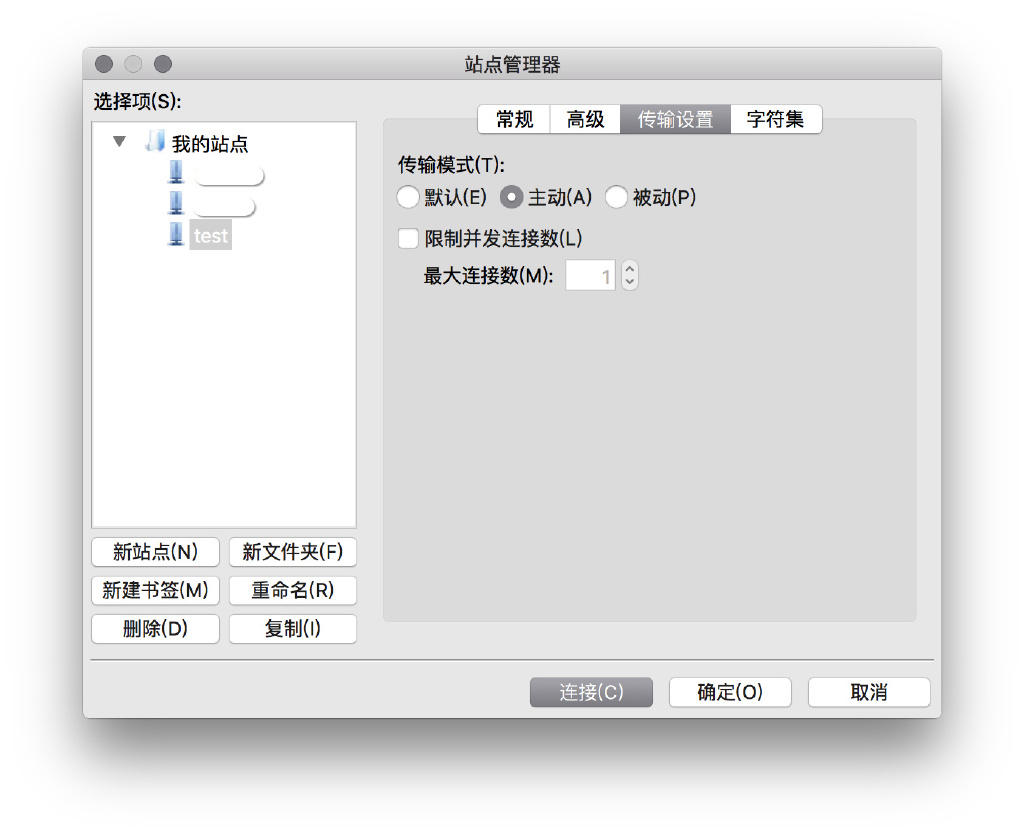 站点管理器
选择项(S):
我的站点
test
新站点(N) 新文件夹(F)
新建书签(M) 重命名(R)
删除(D) 复制(I)
常规 高级 传输设置 字符集
传输模式(T):
默认(E) 主动(A) 被动(P)
限制并发连接数(L)
最大连接数(M): 1
连接(C) 确定(O) 取消